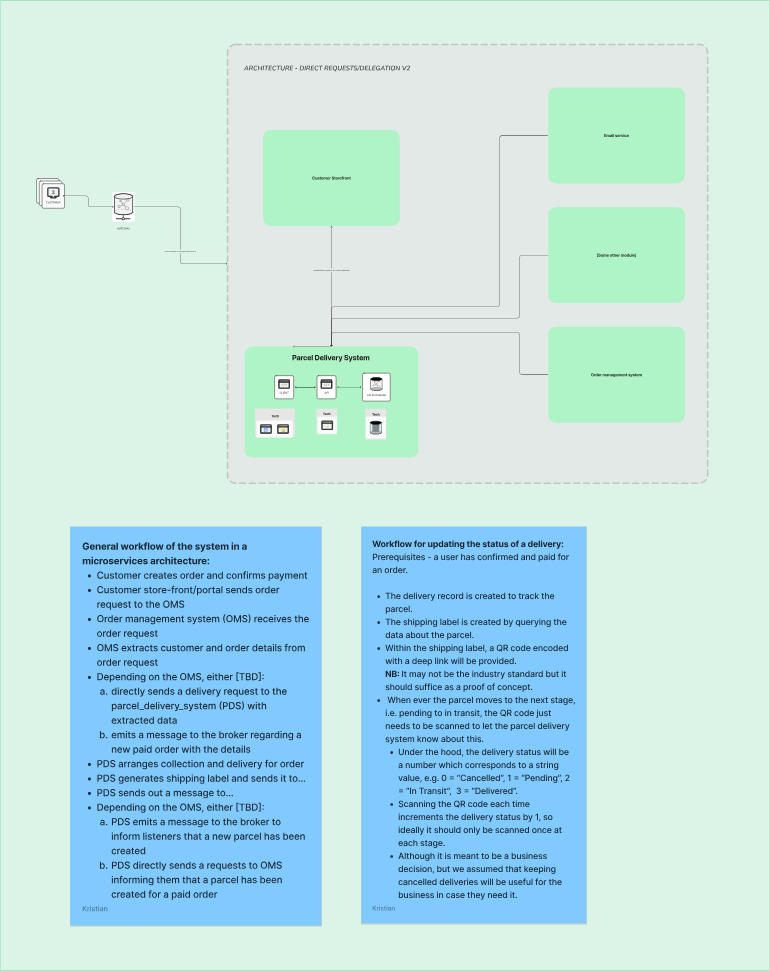 ARCHITECTURE - DIRECT REQUESTS/DELEGATION V2
Email service
Customer Storefront
CUSTOMER
[Some other module]
Parcel Delivery System
Order management system
CLIENT
API
Tech
Tech
Tech
General workflow of the system in a
microservices architecture:
• Customer creates order and confirms payment
• Customer store-front/portal sends order
request to the OMS
• Order management system (OMS) receives the
order request
• OMS extracts customer and order details from
order request
• Depending on the OMS, either [TBD]:
a. directly sends a delivery request to the
parcel_delivery_system (PDS) with
extracted data
b. emits a message to the broker regarding a
new paid order with the details
• PDS arranges collection and delivery for order
• PDS generates shipping label and sends it to...
• PDS sends out a message to...
• Depending on the OMS, either [TBD]:
a. PDS emits a message to the broker to
inform listeners that a new parcel has been
created
b. PDS directly sends a requests to OMS
informing them that a parcel has been
created for a paid order
Kristian
Workflow for updating the status of a delivery:
Prerequisites - a user has confirmed and paid for
an order.
• The delivery record is created to track the
parcel.
• The shipping label is created by querying the
data about the parcel.
• Within the shipping label, a QR code encoded
with a deep link will be provided.
NB: It may not be the industry standard but it
should suffice as a proof of concept.
• When ever the parcel moves to the next stage,
i.e. pending to in transit, the QR code just
needs to be scanned to let the parcel delivery
system know about this.
• Under the hood, the delivery status will be
a number which corresponds to a string
value, e.g. 0 = “Cancelled”, 1 = “Pending”, 2
= “In Transit”, 3 = “Delivered”.
• Scanning the QR code each time
increments the delivery status by 1, so
ideally it should only be scanned once at
each stage.
• Although it is meant to be a business
decision, but we assumed that keeping
cancelled deliveries will be useful for the
business in case they need it.
Kristian